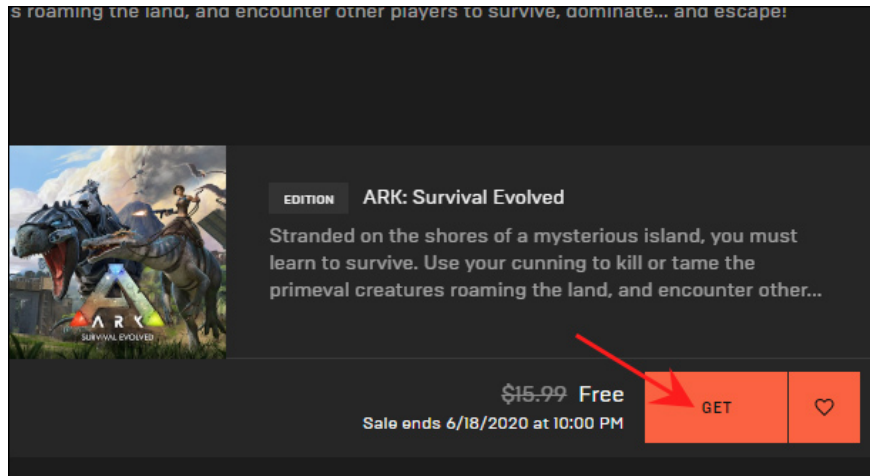 s roaming the land, and encounter other players to survive, dominate... and escape!
EDITION ARK: Survival Evolved
Stranded on the shores of a mysterious island, you must
learn to survive. Use your cunning to kill or tame the
primeval creatures roaming the land, and encounter other...
ARK
SURVIVAL EVOLVED
$15.99 Free
Sale ends 6/18/2020 at 10:00 PM
GET